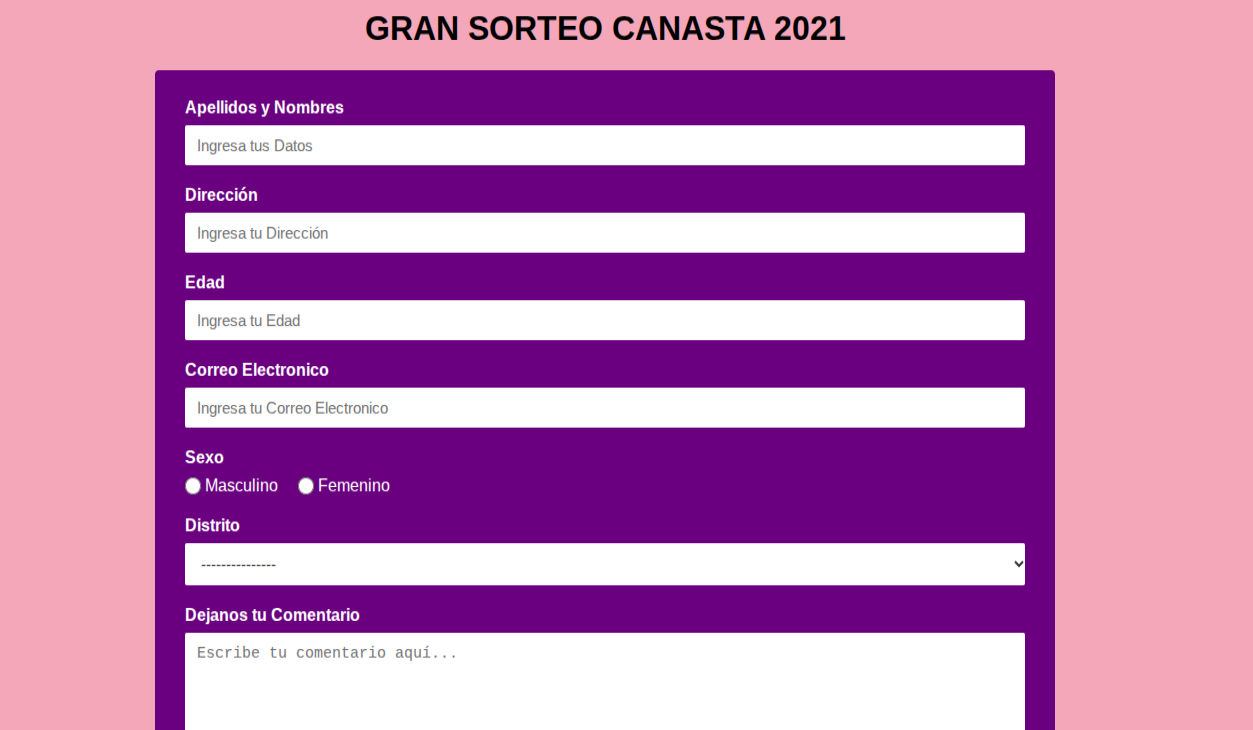 GRAN SORTEO CANASTA 2021
Apellidos y Nombres
Ingresa tus Datos
Dirección
Ingresa tu Dirección
Edad
Ingresa tu Edad
Correo Electronico
Ingresa tu Correo Electronico
Sexo
Masculino Femenino
Distrito
---------------
Dejanos tu Comentario
Escribe tu comentario aquí...